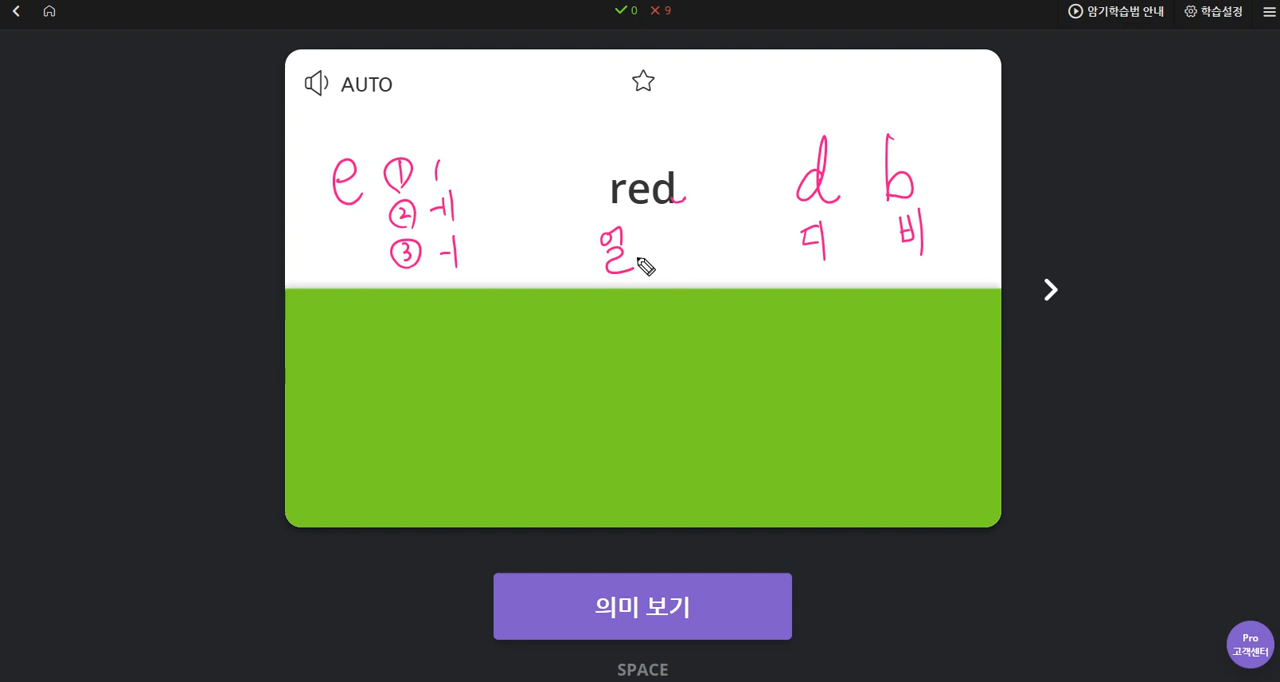 0 9 암기학습법 안내 학습설정
AUTO
e ① ㅣ
② ㅔ
③ ㅓ
red
얼
d b
디 비
의미 보기
SPACE
Pro
고객센터